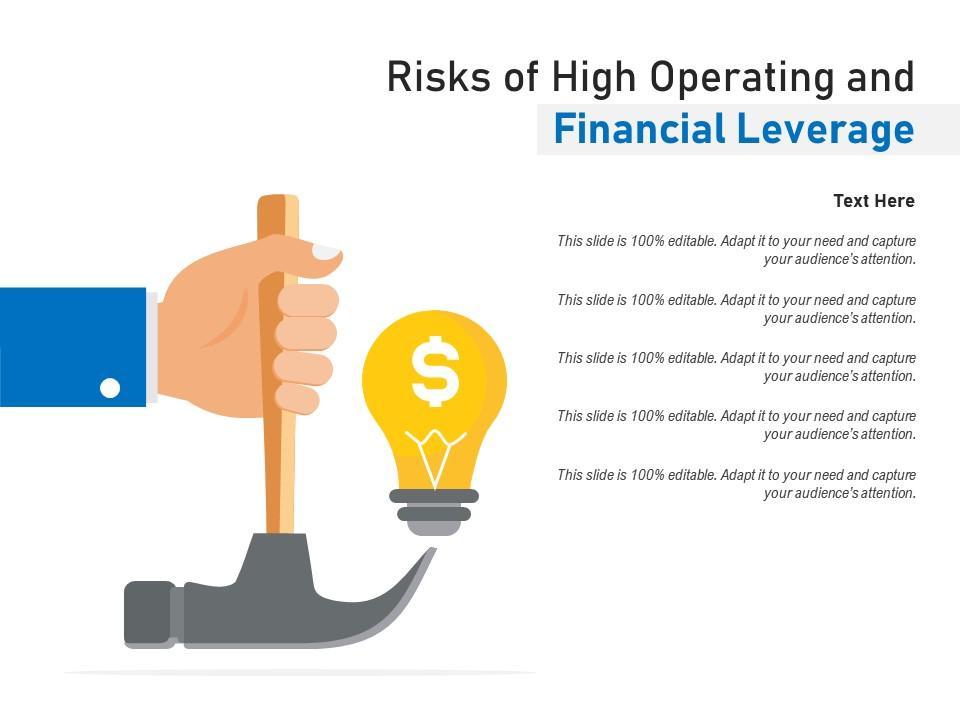 Risks of High Operating and
Financial Leverage
Text Here
This slide is 100% editable. Adapt it to your need and capture
your audience's attention.
This slide is 100% editable. Adapt it to your need and capture
your audience's attention.
This slide is 100% editable. Adapt it to your need and capture
your audience's attention.
This slide is 100% editable. Adapt it to your need and capture
your audience's attention.
This slide is 100% editable. Adapt it to your need and capture
your audience's attention.
$